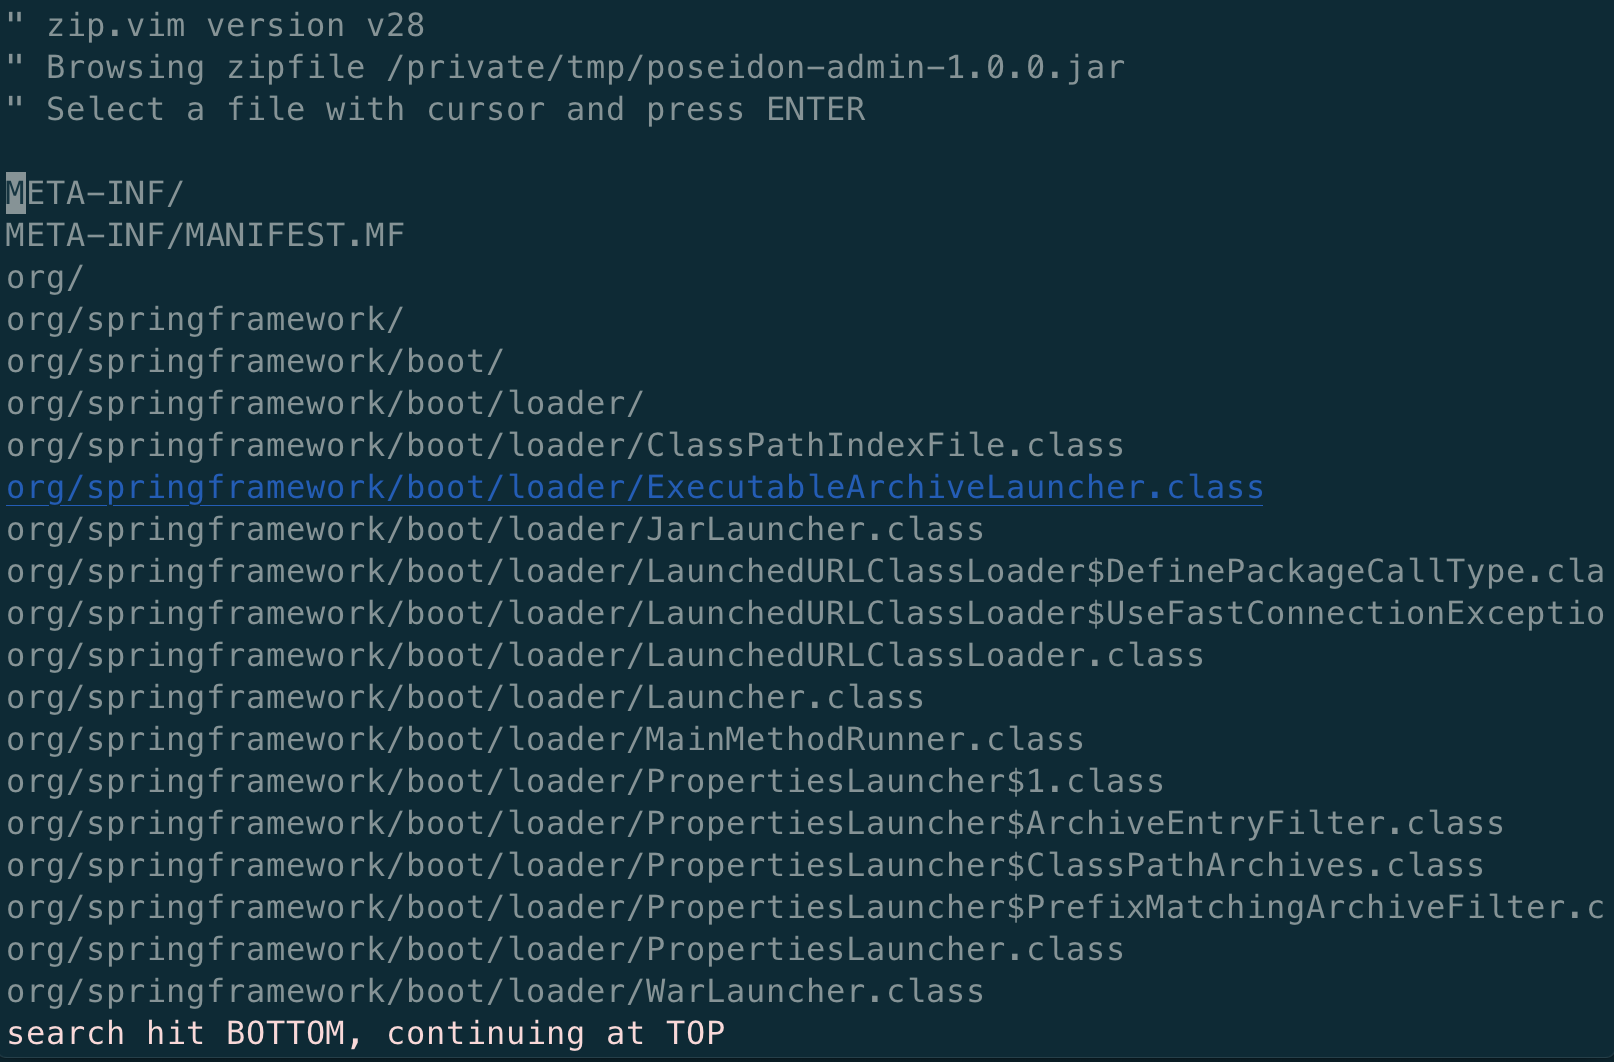 " zip.vim version v28
" Browsing zipfile /private/tmp/poseidon-admin-1.0.0.jar
" Select a file with cursor and press ENTER
META-INF/
META-INF/MANIFEST.MF
org/
org/springframework/
org/springframework/boot/
org/springframework/boot/loader/
org/springframework/boot/loader/ClassPathIndexFile.class
org/springframework/boot/loader/ExecutableArchiveLauncher.class
org/springframework/boot/loader/JarLauncher.class
org/springframework/boot/loader/LaunchedURLClassLoader$DefinePackageCallType.cla
org/springframework/boot/loader/LaunchedURLClassLoader$UseFastConnectionExceptio
org/springframework/boot/loader/LaunchedURLClassLoader.class
org/springframework/boot/loader/Launcher.class
org/springframework/boot/loader/MainMethodRunner.class
org/springframework/boot/loader/PropertiesLauncher$1.class
org/springframework/boot/loader/PropertiesLauncher$ArchiveEntryFilter.class
org/springframework/boot/loader/PropertiesLauncher$ClassPathArchives.class
org/springframework/boot/loader/PropertiesLauncher$PrefixMatchingArchiveFilter.c
org/springframework/boot/loader/PropertiesLauncher.class
org/springframework/boot/loader/WarLauncher.class
search hit BOTTOM, continuing at TOP